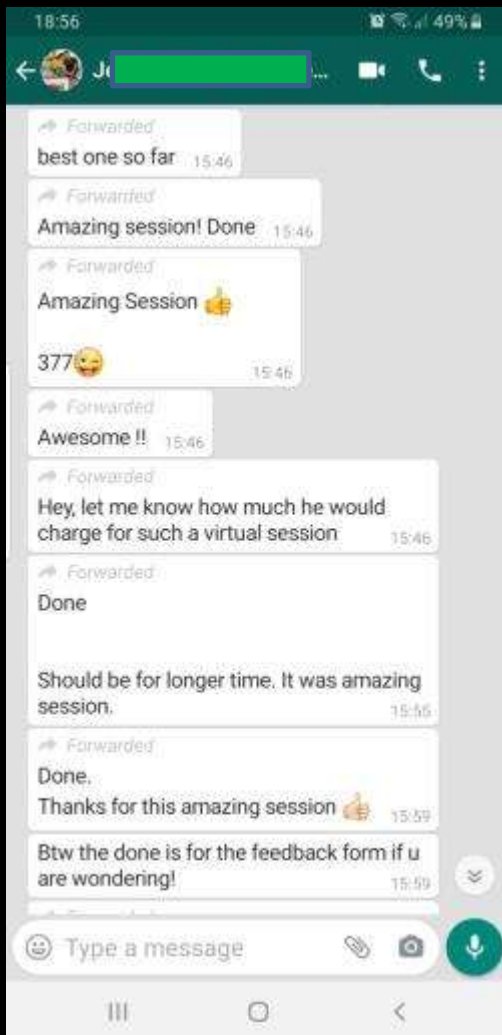 18:56
49%
J
...
Forwarded
best one so far 15:46
Forwarded
Amazing session! Done 15:46
Forwarded
Amazing Session 👍
377😜
15:46
Forwarded
Awesome !! 15:46
Forwarded
Hey, let me know how much he would
charge for such a virtual session 15:46
Forwarded
Done
Should be for longer time. It was amazing
session. 15:55
Forwarded
Done.
Thanks for this amazing session 👍 15:59
Btw the done is for the feedback form if u
are wondering! 15:59
Forwarded
Type a message